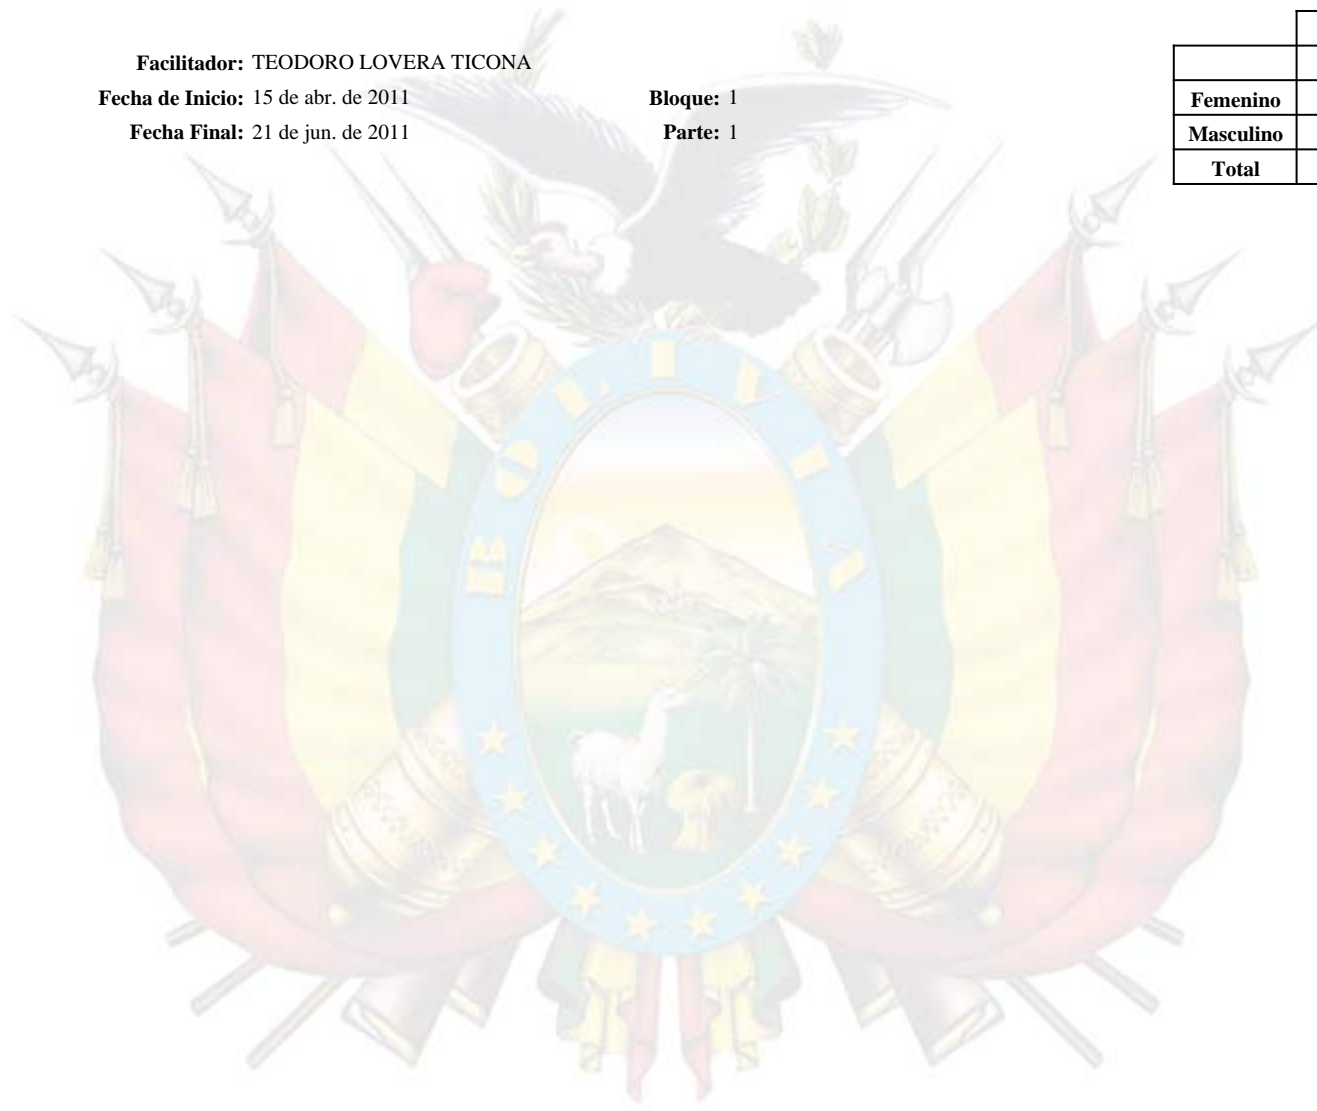 Facilitador: TEODORO LOVERA TICONA
Fecha de Inicio: 15 de abr. de 2011 Bloque: 1
Fecha Final: 21 de jun. de 2011 Parte: 1
Femenino
Masculino
Total
BOLIVIA